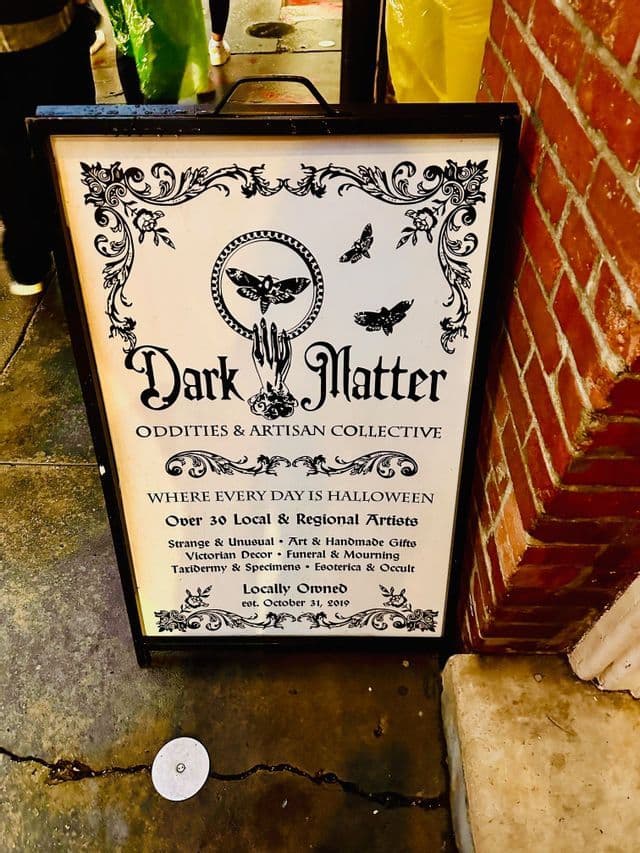 Dark Matter
ODDITIES & ARTISAN COLLECTIVE
WHERE EVERY DAY IS HALLOWEEN
Over 30 Local & Regional Artists
Strange & Unusual • Art & Handmade Gifts
Victorian Decor • Funeral & Mourning
Taxidermy & Specimens • Esoterica & Occult
Locally Owned
est. October 31, 2019